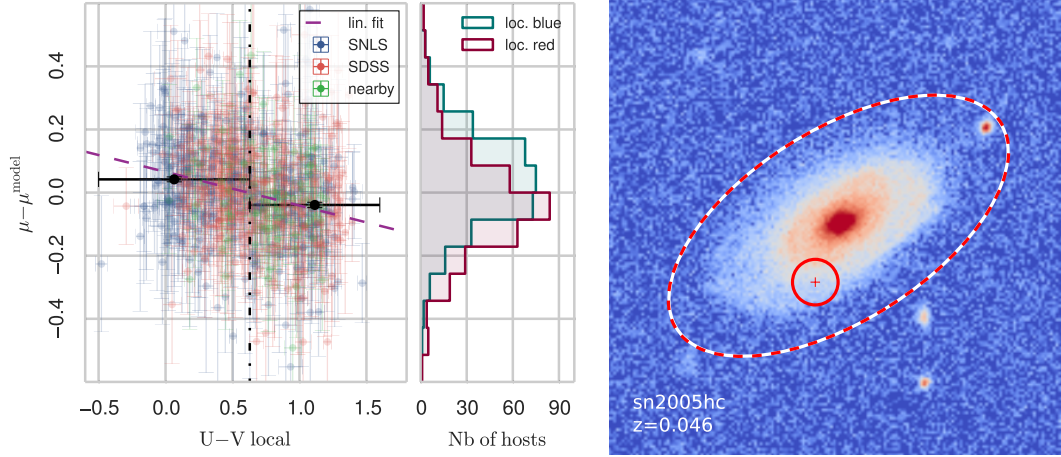 lin. fit
SNLS
SDSS
nearby
loc. blue
loc. red
0.4
0.2
0.0
−0.2
−0.4
μ−μ^model
−0.5 0.0 0.5 1.0 1.5
U−V local
0 30 60 90
Nb of hosts
sn2005hc
z=0.046